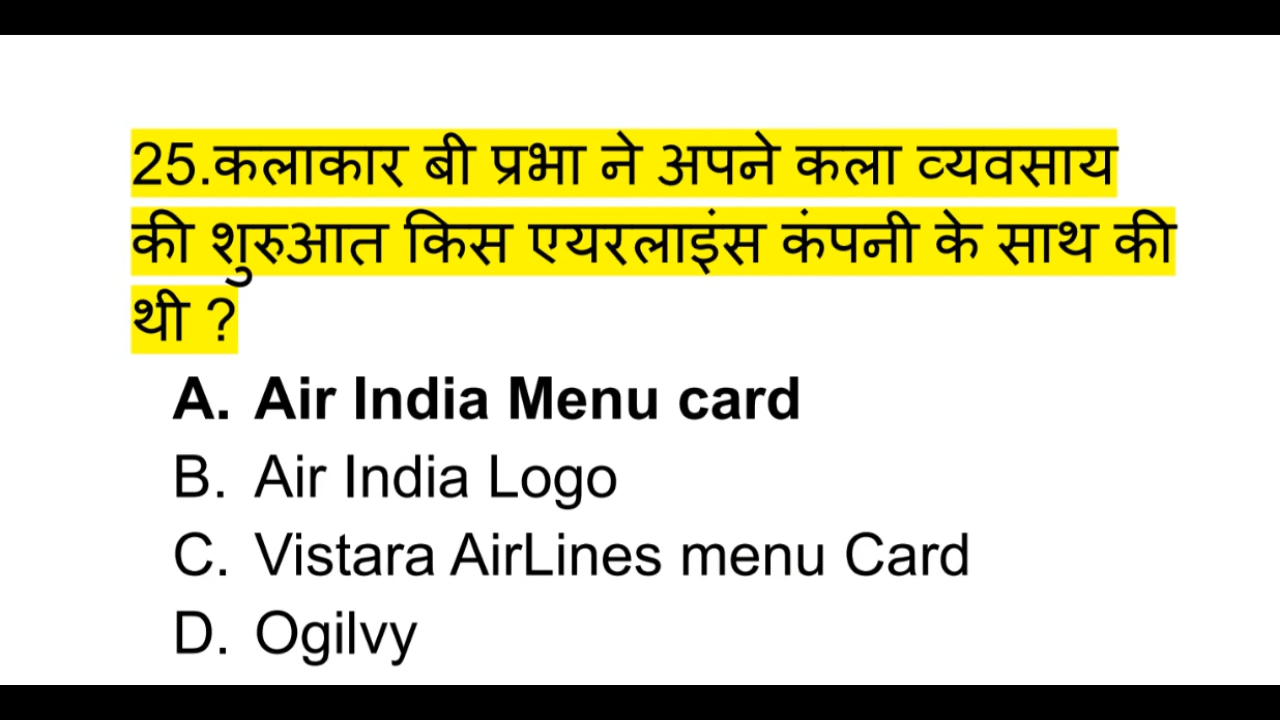 25.कलाकार बी प्रभा ने अपने कला व्यवसाय
की शुरुआत किस एयरलाइंस कंपनी के साथ की
थी ?
A. Air India Menu card
B. Air India Logo
C. Vistara AirLines menu Card
D. Ogilvy